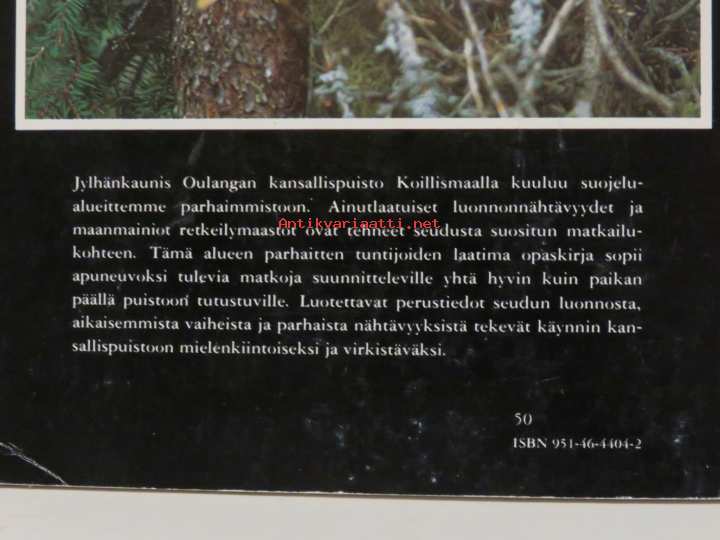 Jylhänkaunis Oulangan kansallispuisto Koillismaalla kuuluu suojelu-
alueittemme parhaimmistoon. Ainutlaatuiset luonnonnähtävyydet ja
Antikvariaatti.net
maanmainiot retkeilymaastot ovat tehneet seudusta suositun matkailu-
kohteen. Tämä alueen parhaitten tuntijoiden laatima opaskirja sopii
apuneuvoksi tulevia matkoja suunnitteleville yhtä hyvin kuin paikan
päällä puistoon tutustuville. Luotettavat perustiedot seudun luonnosta,
aikaisemmista vaiheista ja parhaista nähtävyyksistä tekevät käynnin kan-
sallispuistoon mielenkiintoiseksi ja virkistäväksi.
50
ISBN 951-46-4404-2